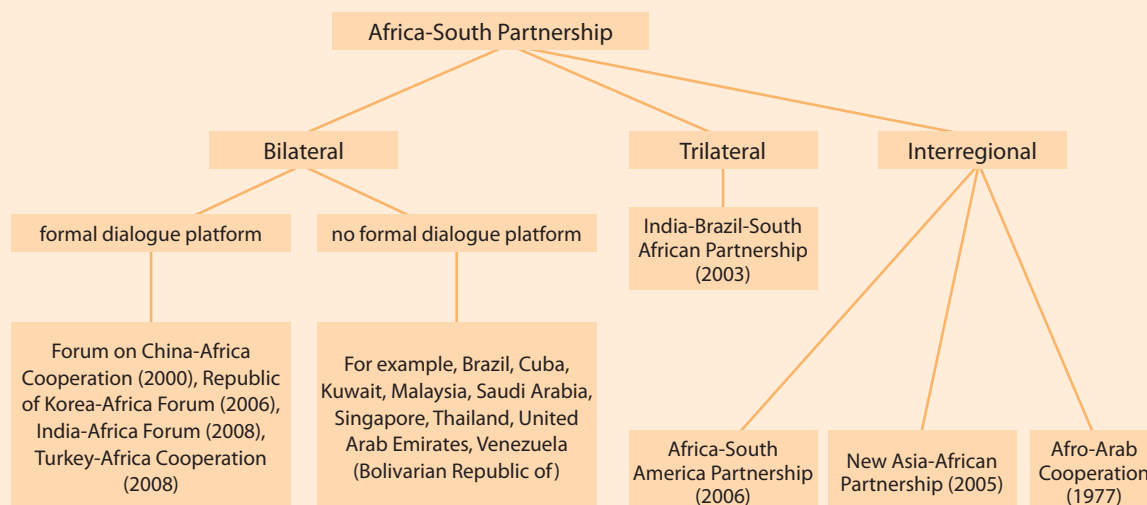 Africa-South Partnership
Bilateral
Trilateral
Interregional
formal dialogue platform
no formal dialogue platform
India-Brazil-South
African Partnership
(2003)
Forum on China-Africa
Cooperation (2000), Republic
of Korea-Africa Forum (2006),
India-Africa Forum (2008),
Turkey-Africa Cooperation
(2008)
For example, Brazil, Cuba,
Kuwait, Malaysia, Saudi Arabia,
Singapore, Thailand, United
Arab Emirates, Venezuela
(Bolivarian Republic of)
Africa-South
America Partnership
(2006)
New Asia-African
Partnership (2005)
Afro-Arab
Cooperation
(1977)